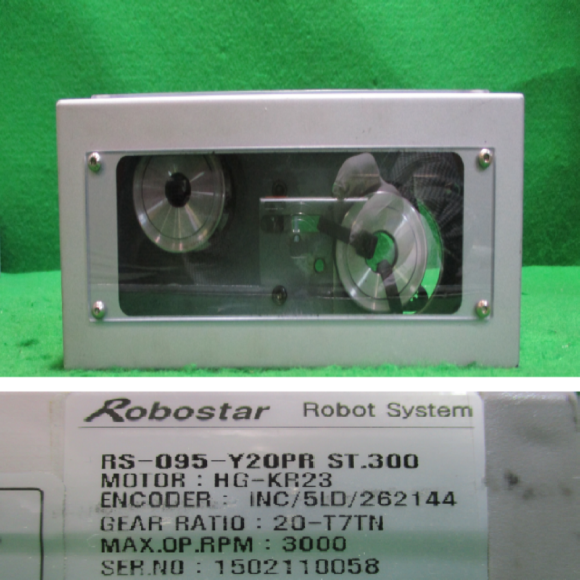 Robostar Robot System
RS-095-Y20PR ST.300
MOTOR : HG-KR23
ENCODER : INC/5LD/262144
GEAR RATIO : 20-T7TN
MAX.OP.RPM : 3000
SER.NO : 1502110058